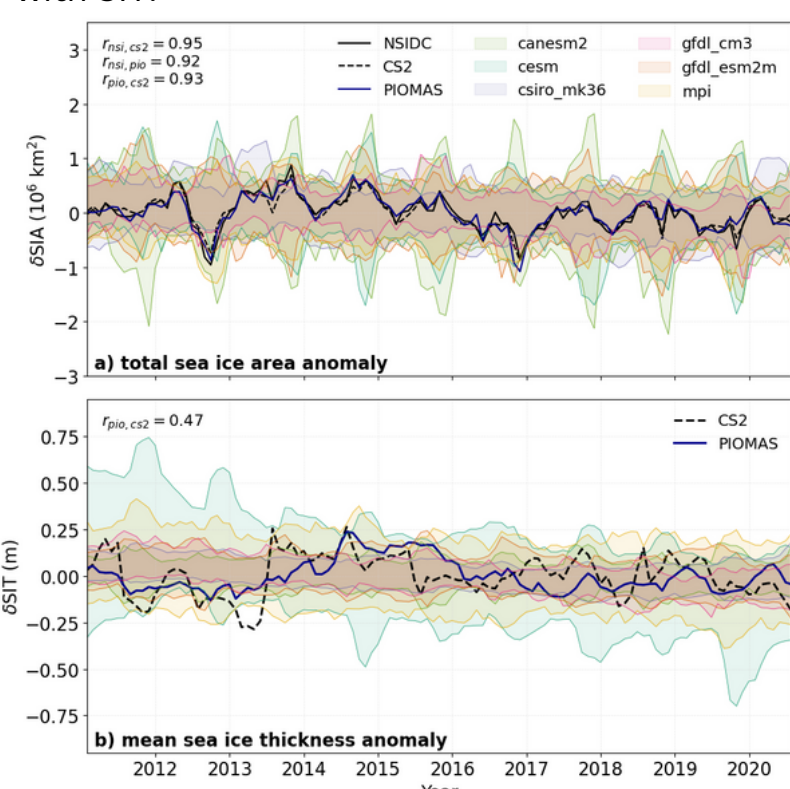 r_nsi,cs2 = 0.95
r_nsi,pio = 0.92
r_pio,cs2 = 0.93
NSIDC
CS2
PIOMAS
canesm2
cesm
csiro_mk36
gfdl_cm3
gfdl_esm2m
mpi
3
2
1
0
−1
−2
−3
δSIA (10⁶ km²)
a) total sea ice area anomaly
r_pio,cs2 = 0.47
CS2
PIOMAS
0.75
0.50
0.25
0.00
−0.25
−0.50
−0.75
δSIT (m)
b) mean sea ice thickness anomaly
2012 2013 2014 2015 2016 2017 2018 2019 2020
Year